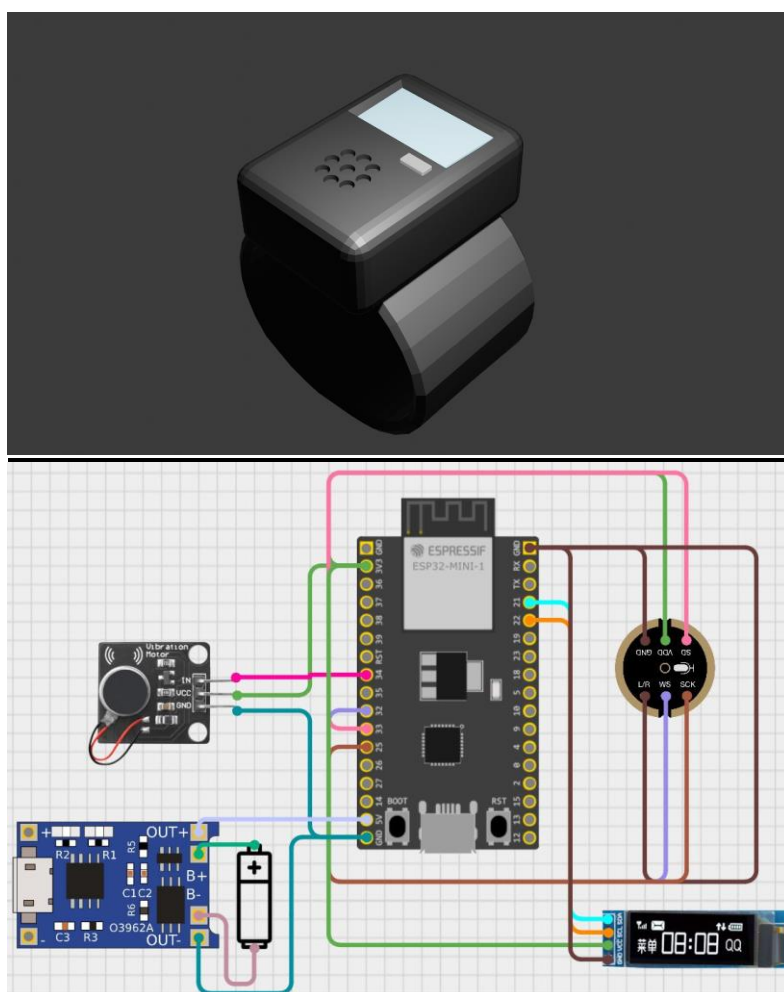 ESPRESSIF
ESP32-MINI-1
GND
3V3
36
37
38
39
RST
34
35
32
33
25
26
27
14
5V
GND
GND
RX
TX
21
22
19
23
18
5
10
9
4
0
2
15
13
12
BOOT
RST
Vibration
Motor
IN
VCC
GND
GND
VDD
SD
L/R
WS
SCK
+
R2
R1
R5
OUT+
B+
C1
C2
B-
R6
C3
R3
O3962A
OUT-
-
+
-
GND VCC SCL SDA
菜单 08:08 QQ